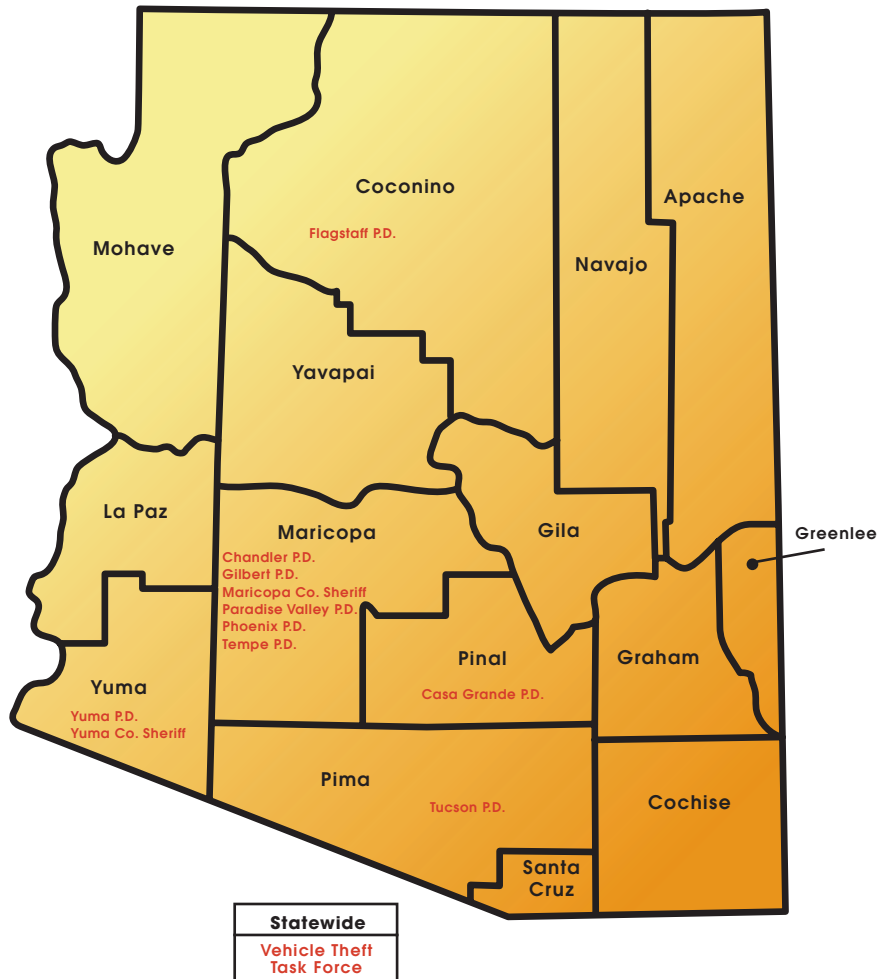 Coconino
Apache
Flagstaff P.D.
Mohave
Navajo
Yavapai
La Paz
Maricopa
Gila
Greenlee
Chandler P.D.
Gilbert P.D.
Maricopa Co. Sheriff
Paradise Valley P.D.
Phoenix P.D.
Tempe P.D.
Pinal
Graham
Casa Grande P.D.
Yuma
Yuma P.D.
Yuma Co. Sheriff
Pima
Tucson P.D.
Cochise
Santa
Cruz
Statewide
Vehicle Theft
Task Force